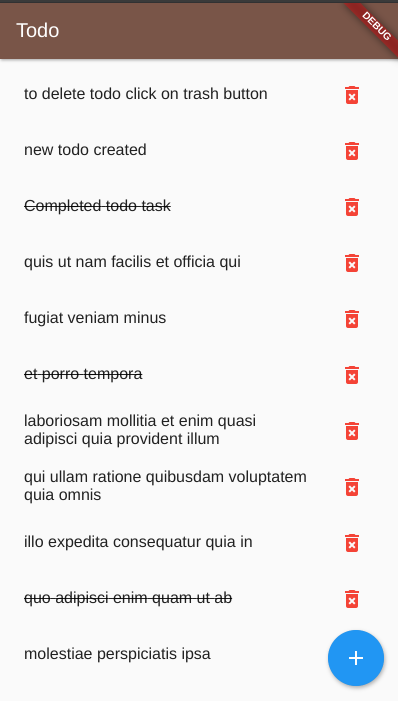 Todo
DEBUG
to delete todo click on trash button
new todo created
Completed todo task
quis ut nam facilis et officia qui
fugiat veniam minus
et porro tempora
laboriosam mollitia et enim quasi
adipisci quia provident illum
qui ullam ratione quibusdam voluptatem
quia omnis
illo expedita consequatur quia in
quo adipisci enim quam ut ab
molestiae perspiciatis ipsa